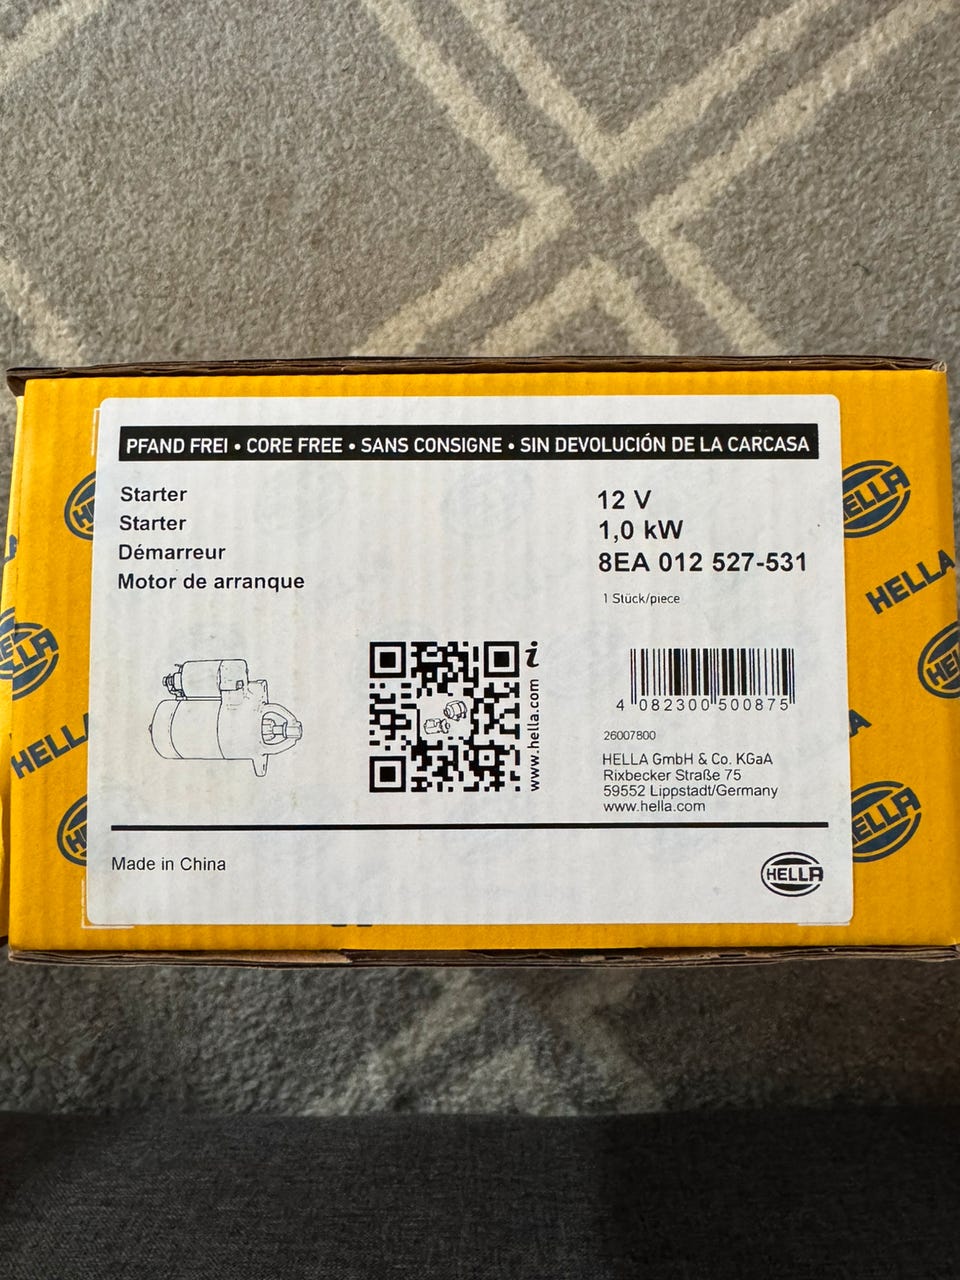 PFAND FREI • CORE FREE • SANS CONSIGNE • SIN DEVOLUCIÓN DE LA CARCASA
Starter
Starter
Démarreur
Motor de arranque
12 V
1,0 kW
8EA 012 527-531
1 Stück/piece
i
www.hella.com
4 082300 500875
26007800
HELLA GmbH & Co. KGaA
Rixbecker Straße 75
59552 Lippstadt/Germany
www.hella.com
Made in China
HELLA
HELLA
HELLA
HELLA
HELLA
HELLA